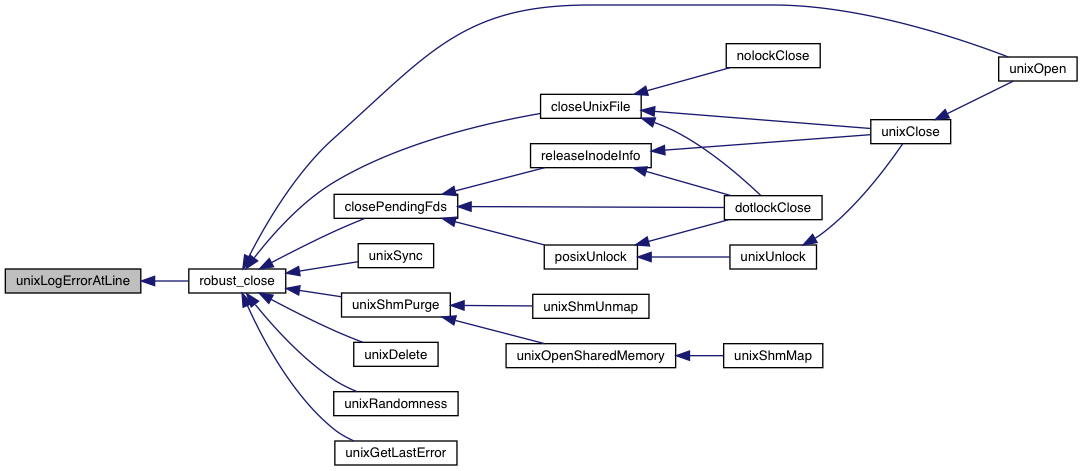 unixLogErrorAtLine
robust_close
unixOpen
closeUnixFile
nolockClose
unixClose
closePendingFds
releaseInodeInfo
dotlockClose
posixUnlock
unixUnlock
unixSync
unixShmPurge
unixShmUnmap
unixOpenSharedMemory
unixShmMap
unixDelete
unixRandomness
unixGetLastError